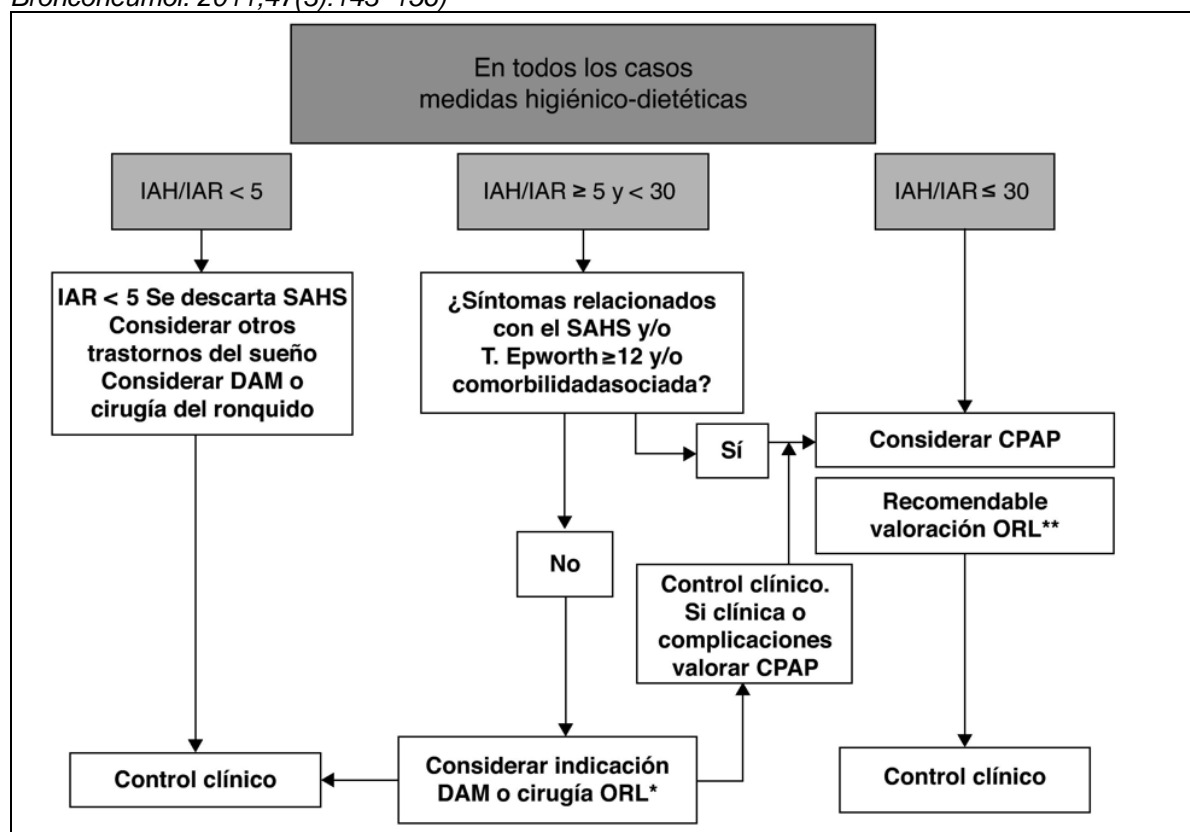 Bronconeumol. 2011;47(3):143–156)
En todos los casos
medidas higiénico-dietéticas
IAH/IAR < 5
IAH/IAR ≥ 5 y < 30
IAH/IAR ≤ 30
IAR < 5 Se descarta SAHS
Considerar otros
trastornos del sueño
Considerar DAM o
cirugía del ronquido
¿Síntomas relacionados
con el SAHS y/o
T. Epworth ≥12 y/o
comorbilidadasociada?
Sí
Considerar CPAP
Recomendable
valoración ORL**
No
Control clínico.
Si clínica o
complicaciones
valorar CPAP
Control clínico
Considerar indicación
DAM o cirugía ORL*
Control clínico